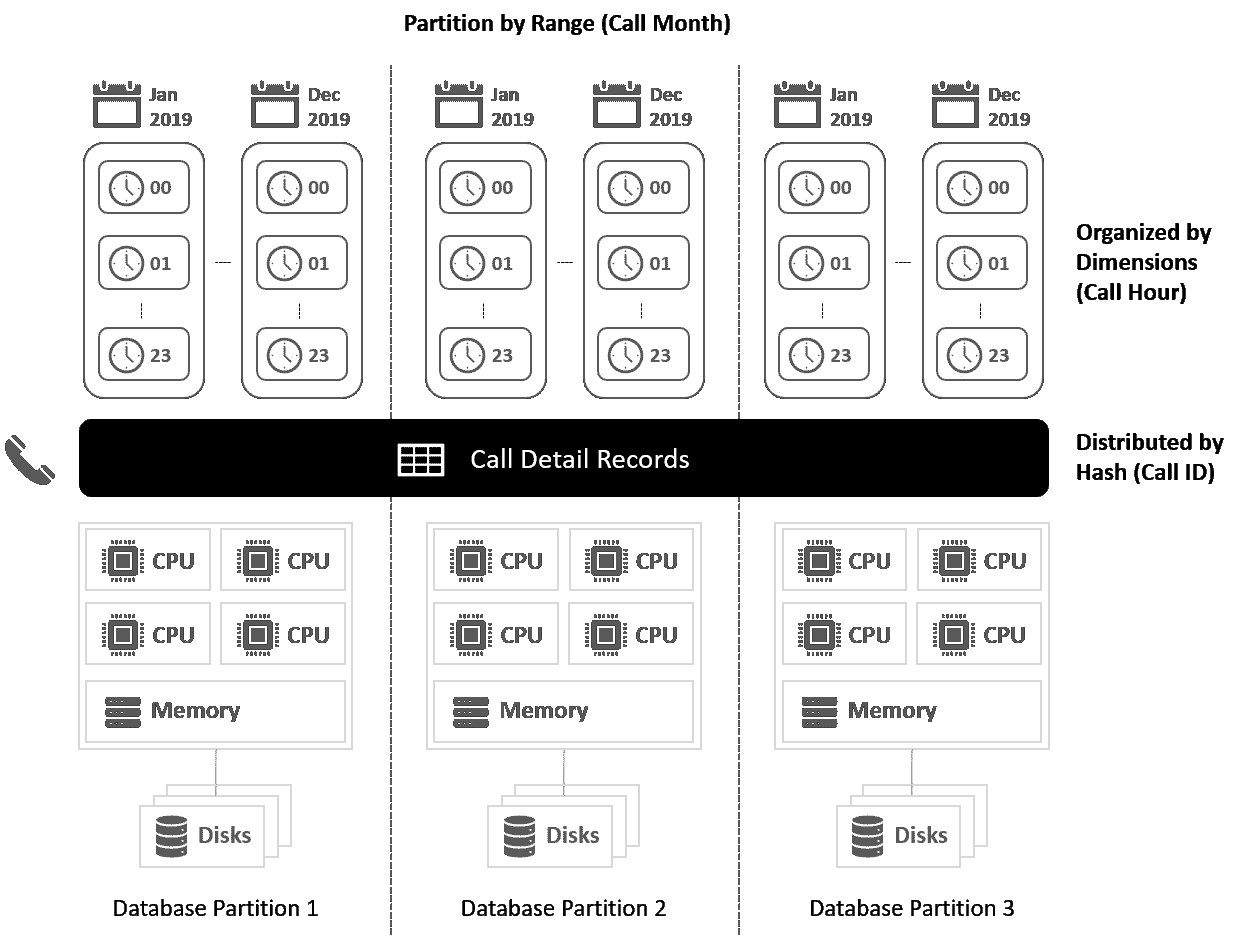 Partition by Range (Call Month)
Jan
2019
Dec
2019
Jan
2019
Dec
2019
Jan
2019
Dec
2019
00
00
00
00
00
00
01
01
01
01
01
01
23
23
23
23
23
23
Organized by
Dimensions
(Call Hour)
Call Detail Records
Distributed by
Hash (Call ID)
CPU
CPU
CPU
CPU
CPU
CPU
CPU
CPU
CPU
CPU
CPU
CPU
Memory
Memory
Memory
Disks
Disks
Disks
Database Partition 1
Database Partition 2
Database Partition 3